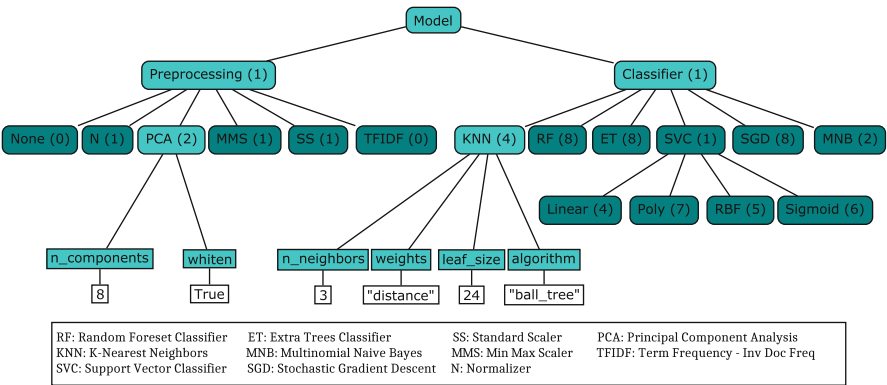 Model
Preprocessing (1) Classifier (1)
None (0) N (1) PCA (2) MMS (1) SS (1) TFIDF (0) KNN (4) RF (8) ET (8) SVC (1) SGD (8) MNB (2)
Linear (4) Poly (7) RBF (5) Sigmoid (6)
n_components whiten n_neighbors weights leaf_size algorithm
8 True 3 "distance" 24 "ball_tree"
RF: Random Foreset Classifier ET: Extra Trees Classifier SS: Standard Scaler PCA: Principal Component Analysis
KNN: K-Nearest Neighbors MNB: Multinomial Naive Bayes MMS: Min Max Scaler TFIDF: Term Frequency - Inv Doc Freq
SVC: Support Vector Classifier SGD: Stochastic Gradient Descent N: Normalizer